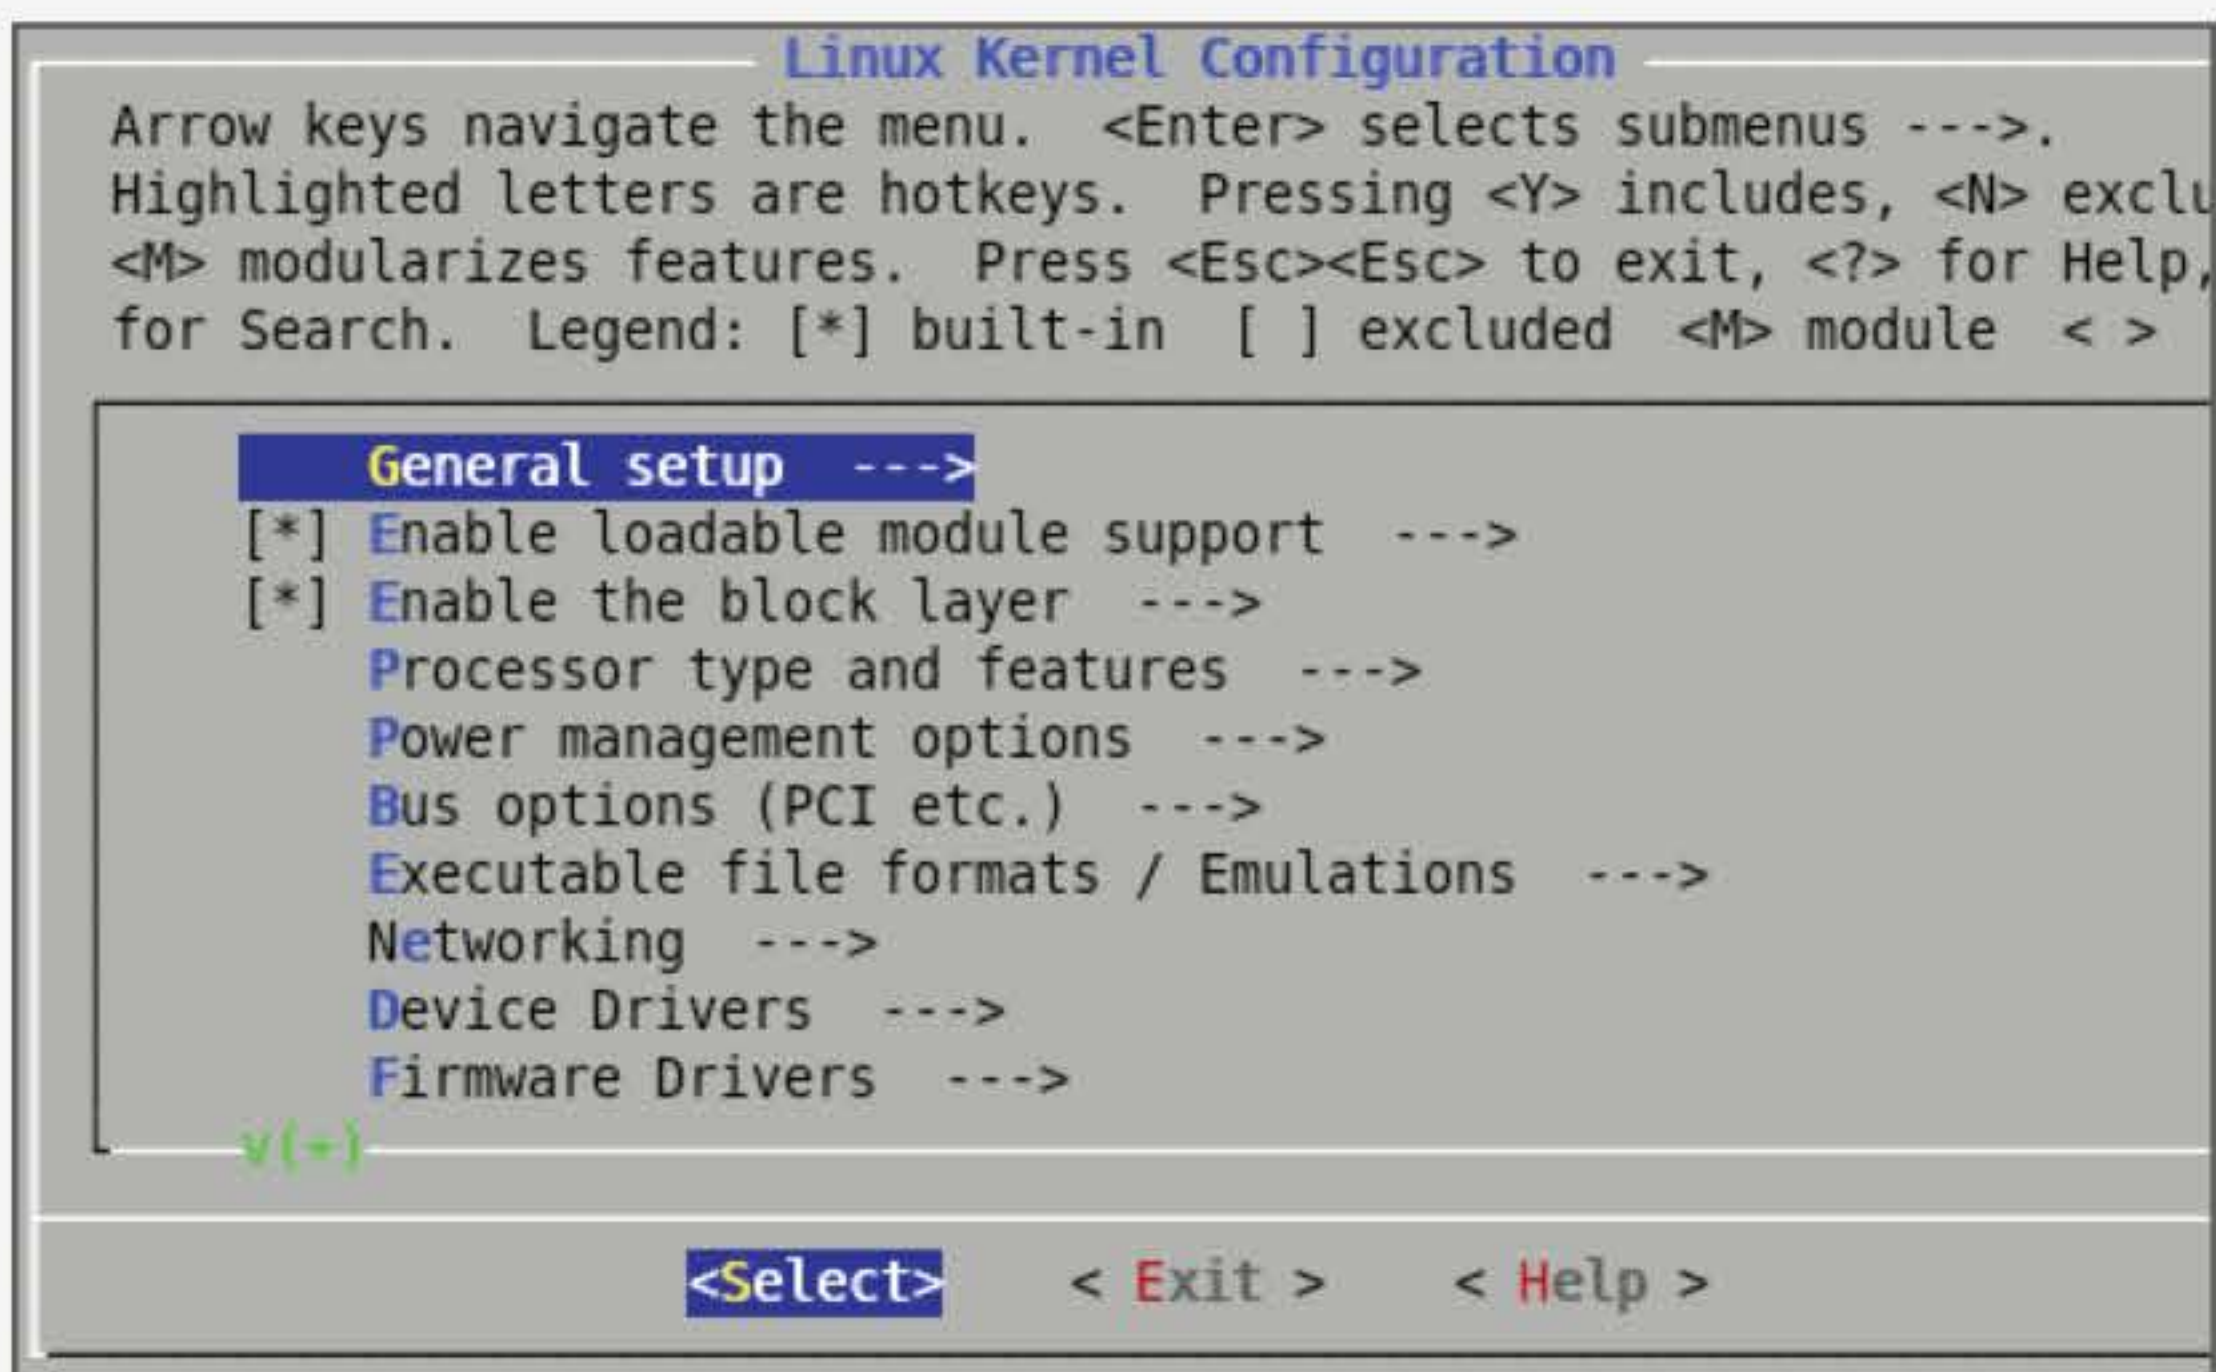 Linux Kernel Configuration
Arrow keys navigate the menu.  <Enter> selects submenus --->.
Highlighted letters are hotkeys.  Pressing <Y> includes, <N> exclu
<M> modularizes features.  Press <Esc><Esc> to exit, <?> for Help,
for Search.  Legend: [*] built-in  [ ] excluded  <M> module  < >
General setup  --->
[*] Enable loadable module support  --->
[*] Enable the block layer  --->
Processor type and features  --->
Power management options  --->
Bus options (PCI etc.)  --->
Executable file formats / Emulations  --->
Networking  --->
Device Drivers  --->
Firmware Drivers  --->
v(+)
<Select>    < Exit >    < Help >